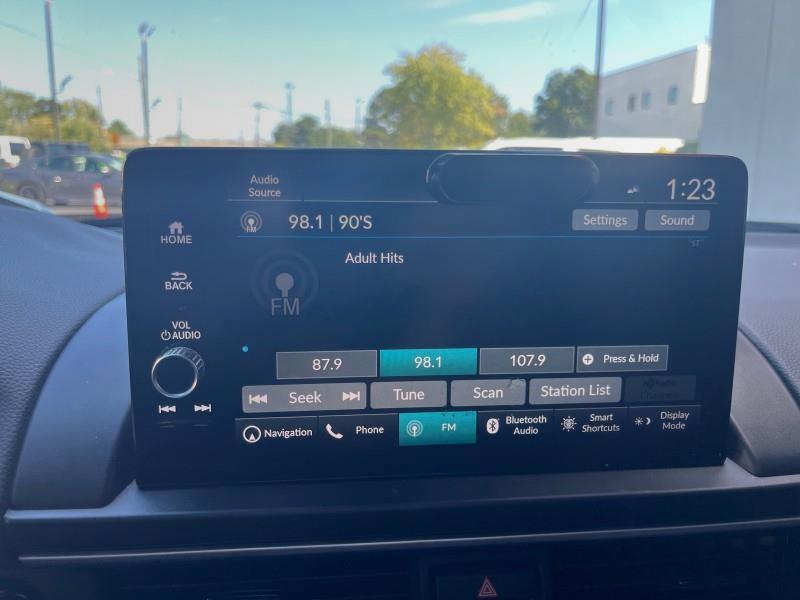 Audio
Source
1:23
FM
98.1 | 90'S
Settings
Sound
HOME
ST
Adult Hits
BACK
FM
VOL
AUDIO
87.9
98.1
107.9
Press & Hold
Seek
Tune
Scan
Station List
Navigation
Phone
FM
Bluetooth
Audio
Smart
Shortcuts
Display
Mode